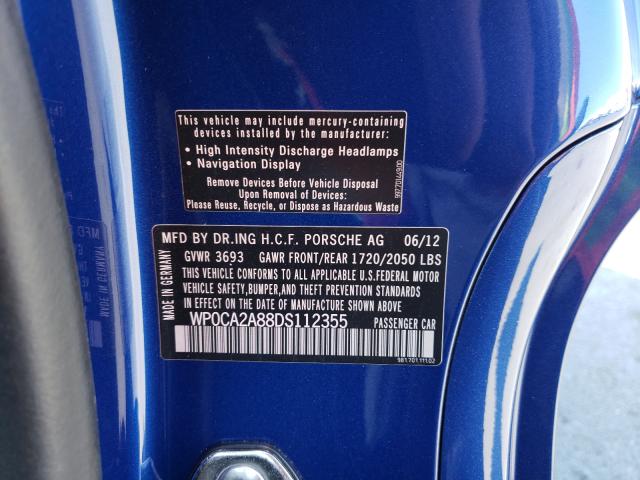 This vehicle may include mercury-containing
devices installed by the manufacturer:
• High Intensity Discharge Headlamps
• Navigation Display
Remove Devices Before Vehicle Disposal
Upon Removal of Devices:
Please Reuse, Recycle, or Dispose as Hazardous Waste
MADE IN GERMANY
MFD BY DR.ING H.C.F. PORSCHE AG 06/12
GVWR 3693 GAWR FRONT/REAR 1720/2050 LBS
THIS VEHICLE CONFORMS TO ALL APPLICABLE U.S.FEDERAL MOTOR
VEHICLE SAFETY,BUMPER,AND THEFT PREVENTION STANDARDS
IN EFFECT ON THE DATE OF MANUFACTURE SHOWN ABOVE
WP0CA2A88DS112355 PASSENGER CAR
981.701.111.02